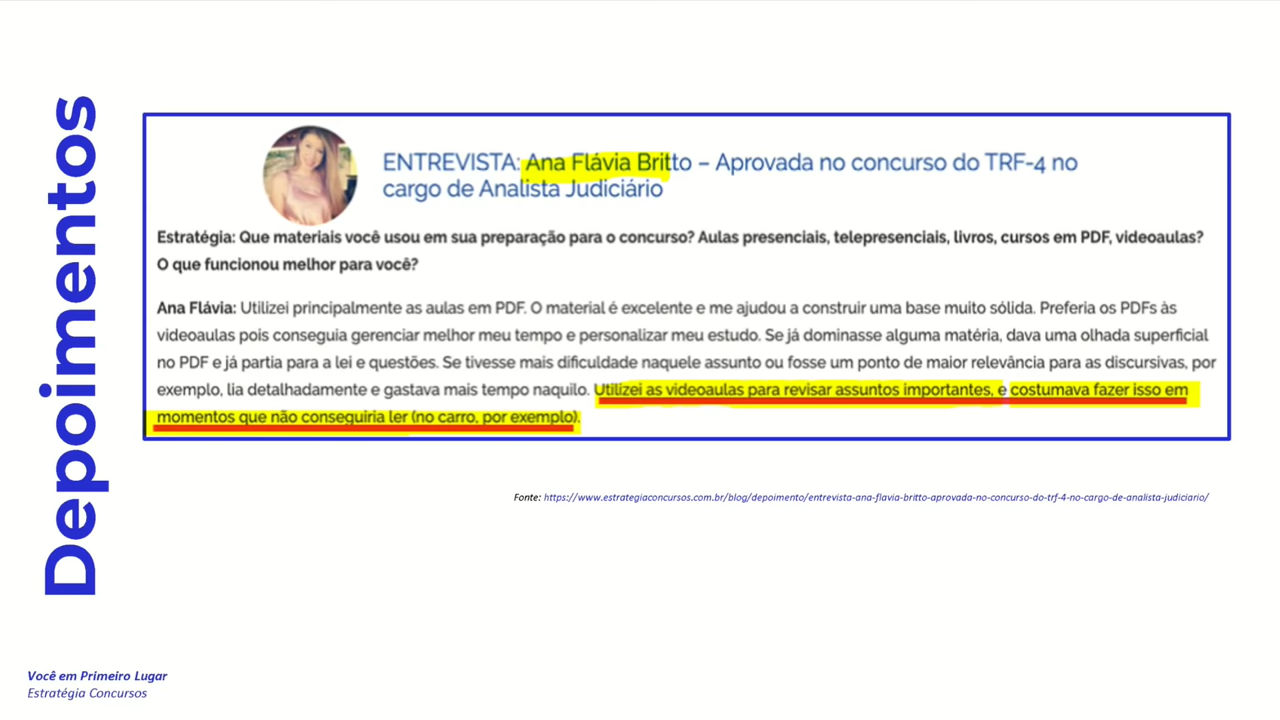 Depoimentos
ENTREVISTA: Ana Flávia Britto – Aprovada no concurso do TRF-4 no
cargo de Analista Judiciário
Estratégia: Que materiais você usou em sua preparação para o concurso? Aulas presenciais, telepresenciais, livros, cursos em PDF, videoaulas?
O que funcionou melhor para você?
Ana Flávia: Utilizei principalmente as aulas em PDF. O material é excelente e me ajudou a construir uma base muito sólida. Preferia os PDFs às
videoaulas pois conseguia gerenciar melhor meu tempo e personalizar meu estudo. Se já dominasse alguma matéria, dava uma olhada superficial
no PDF e já partia para a lei e questões. Se tivesse mais dificuldade naquele assunto ou fosse um ponto de maior relevância para as discursivas, por
exemplo, lia detalhadamente e gastava mais tempo naquilo. Utilizei as videoaulas para revisar assuntos importantes, e costumava fazer isso em
momentos que não conseguiria ler (no carro, por exemplo).
Fonte: https://www.estrategiaconcursos.com.br/blog/depoimento/entrevista-ana-flavia-britto-aprovada-no-concurso-do-trf-4-no-cargo-de-analista-judiciario/
Você em Primeiro Lugar
Estratégia Concursos